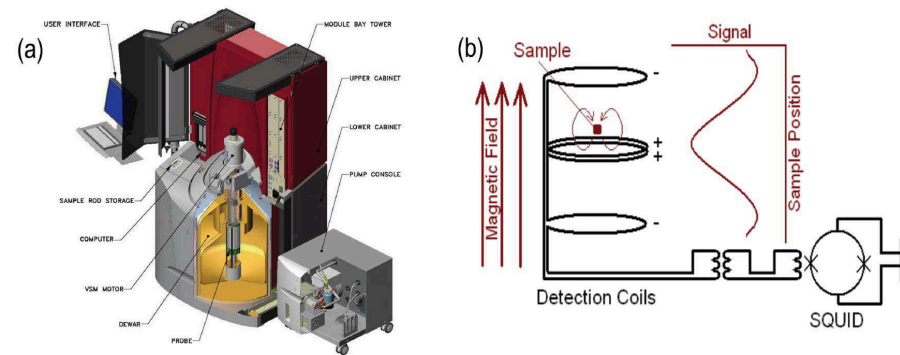 (a)
USER INTERFACE
MODULE BAY TOWER
UPPER CABINET
LOWER CABINET
PUMP CONSOLE
SAMPLE ROD STORAGE
COMPUTER
VSM MOTOR
DEWAR
PROBE
(b)
Sample
Signal
Magnetic Field
Sample Position
-
+
+
-
Detection Coils
SQUID